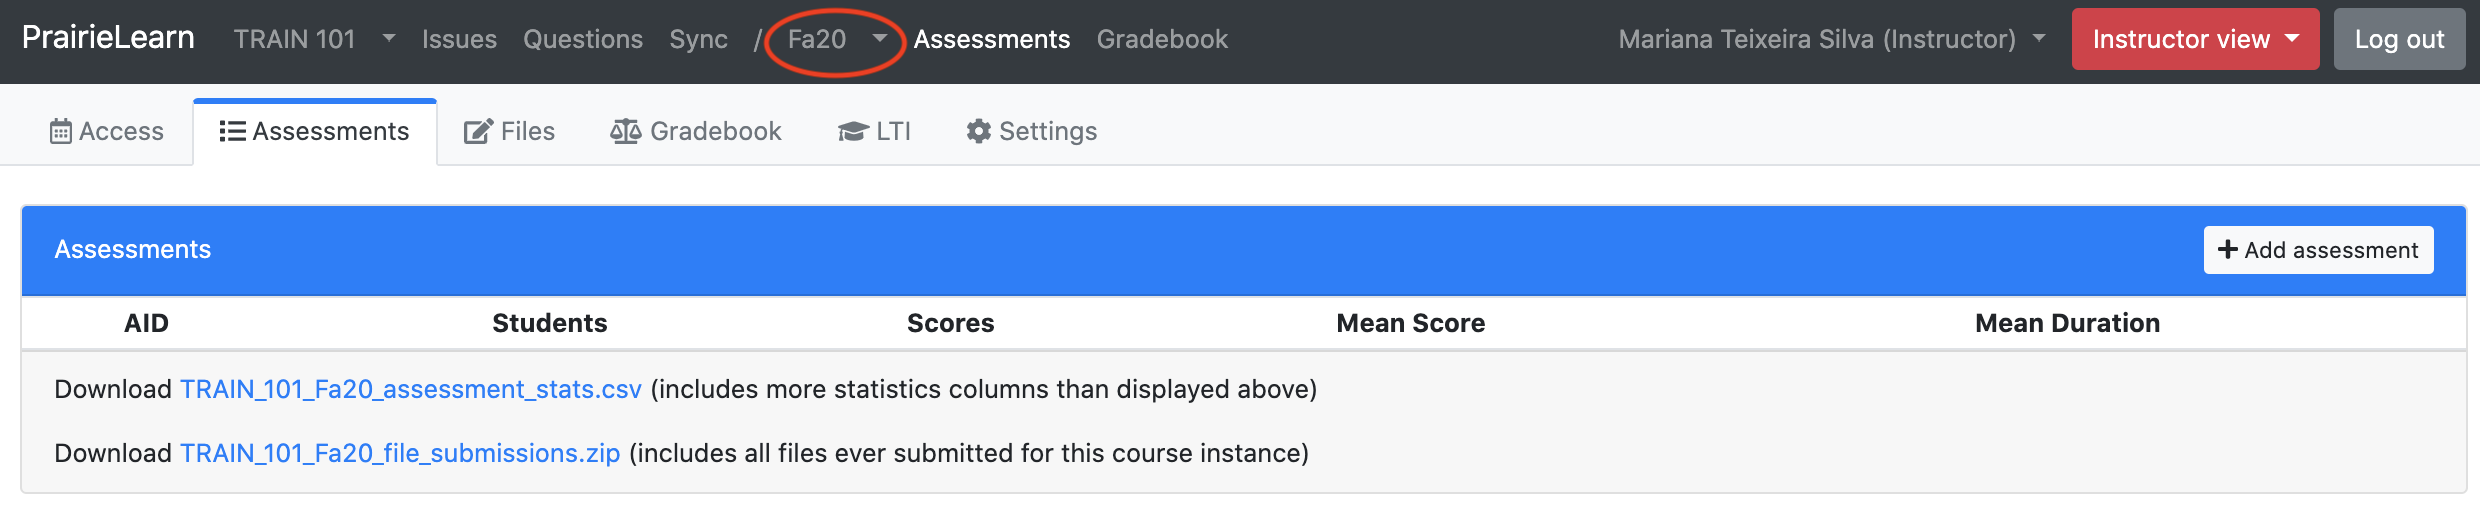 PrairieLearn TRAIN 101 Issues Questions Sync / Fa20 Assessments Gradebook Mariana Teixeira Silva (Instructor) Instructor view Log out
Access Assessments Files Gradebook LTI Settings
Assessments Add assessment
AID Students Scores Mean Score Mean Duration
Download TRAIN_101_Fa20_assessment_stats.csv (includes more statistics columns than displayed above)
Download TRAIN_101_Fa20_file_submissions.zip (includes all files ever submitted for this course instance)